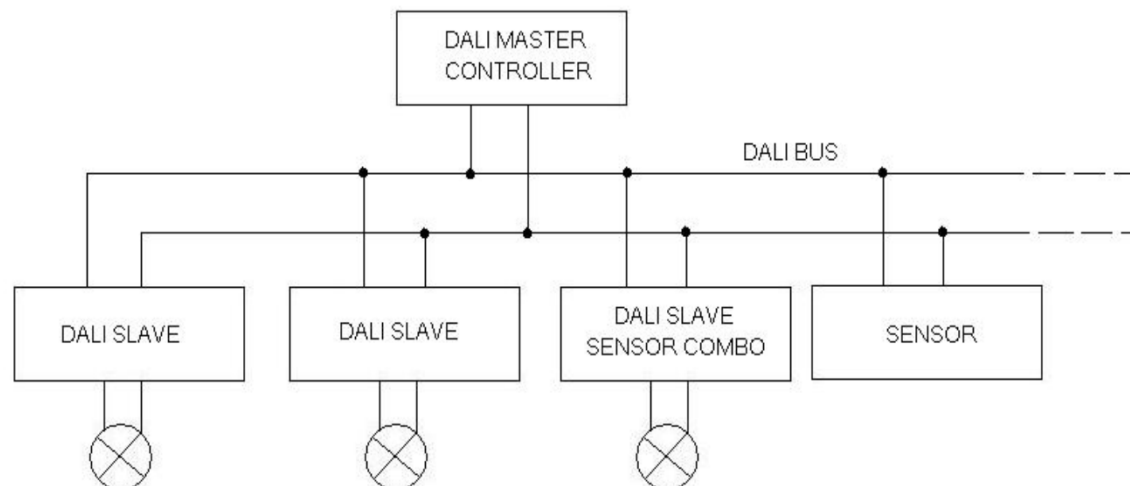 DALI MASTER
CONTROLLER
DALI BUS
DALI SLAVE
DALI SLAVE
DALI SLAVE
SENSOR COMBO
SENSOR